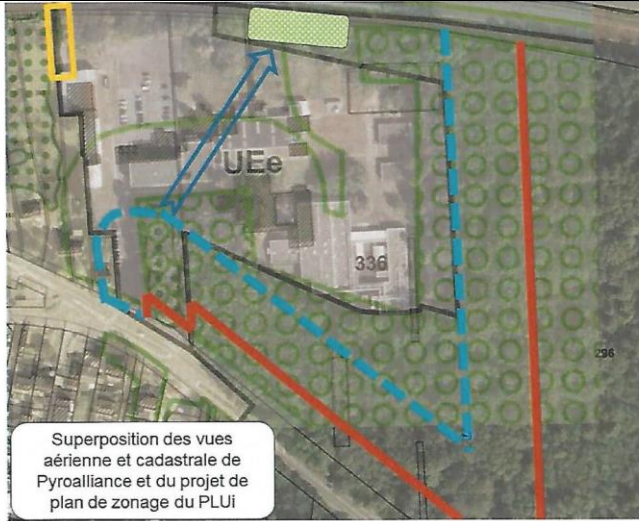 UEe
336
296
Superposition des vues
aérienne et cadastrale de
Pyroalliance et du projet de
plan de zonage du PLUi